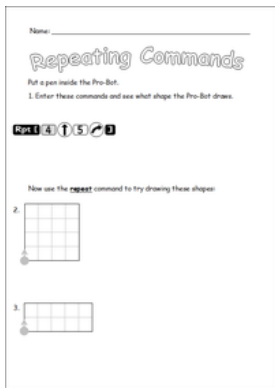 Name:
Repeating Commands
Put a pen inside the Pro-Bot.
1. Enter these commands and see what shape the Pro-Bot draws.
Rpt [ 4 ↑ 5 ↱ ]
Now use the repeat command to try drawing these shapes:
2.
3.